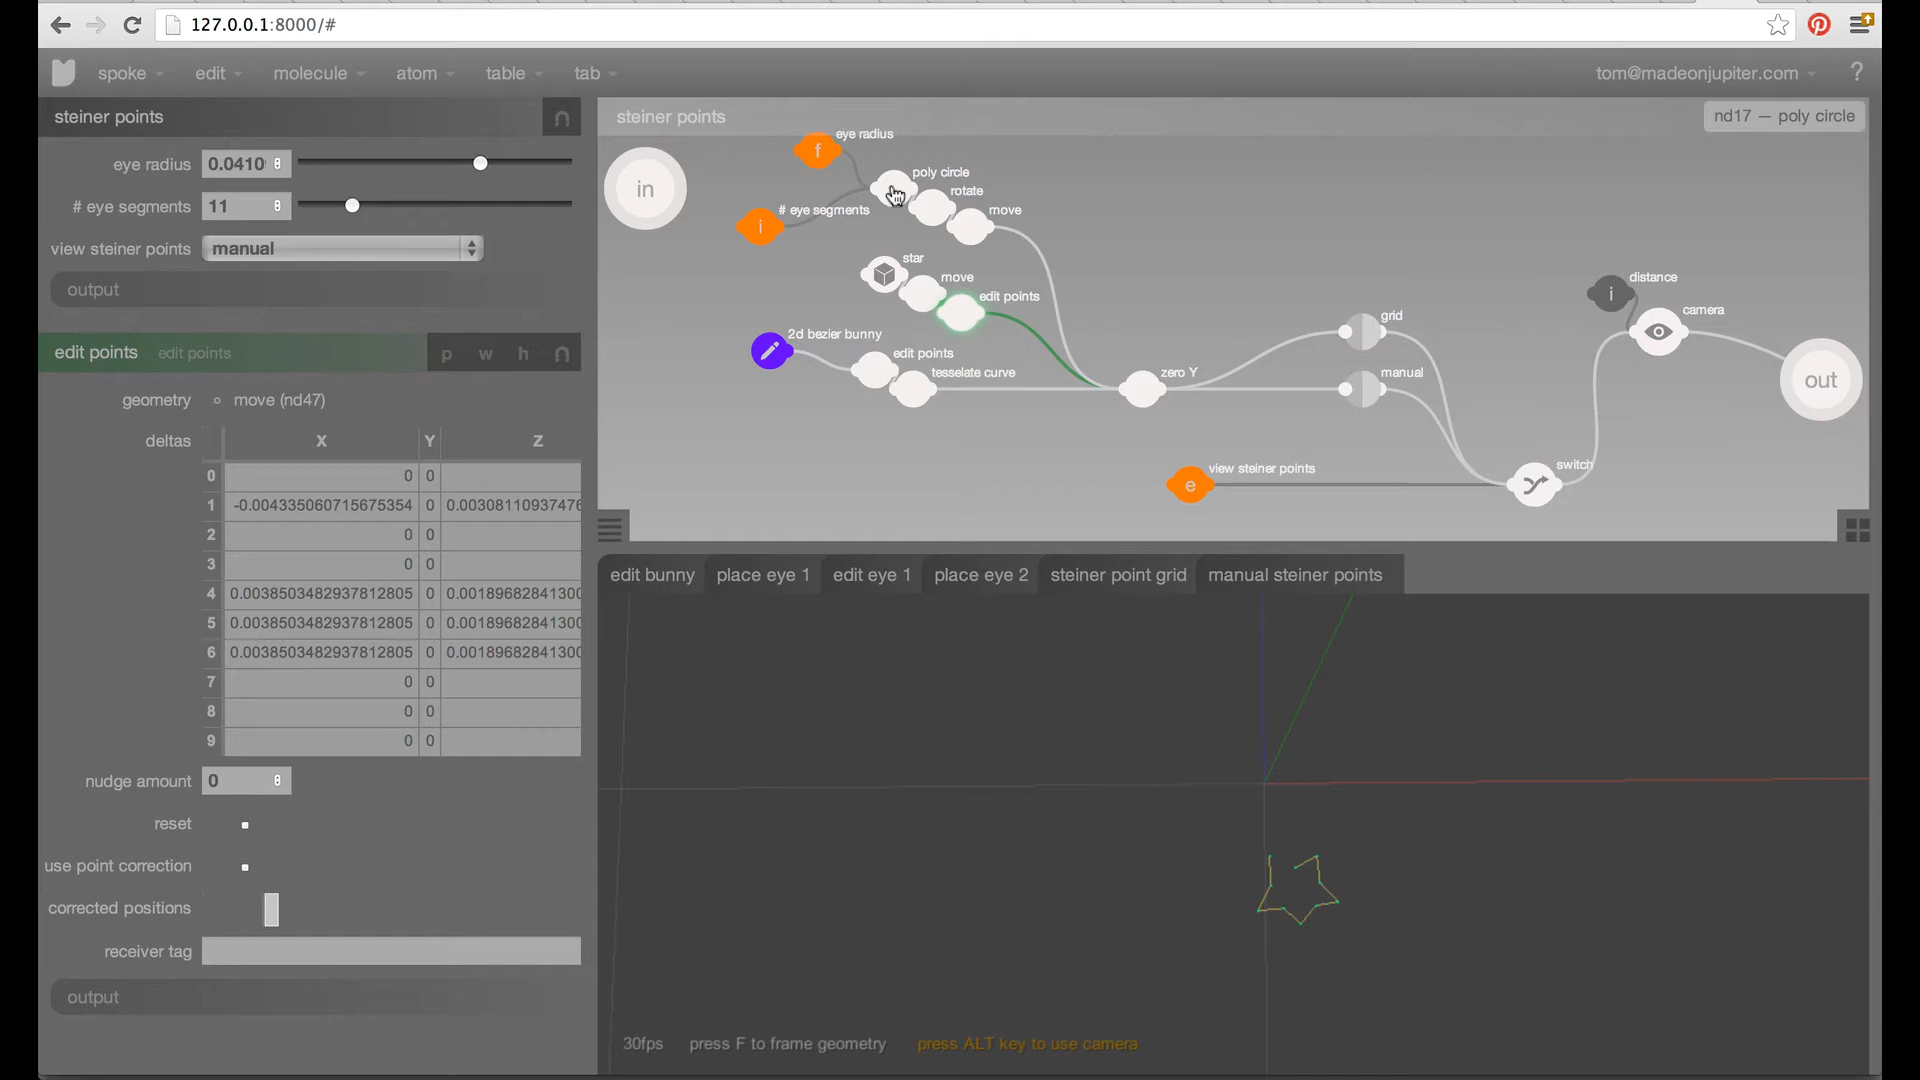 127.0.0.1:8000/#
spoke edit molecule atom table tab tom@madeonjupiter.com ?
steiner points
eye radius 0.0410
# eye segments 11
view steiner points manual
output
edit points edit points p w h
geometry move (nd47)
deltas X Y Z
0 0 0
1 -0.004335060715675354 0 0.00308110937476
2 0 0
3 0 0
4 0.0038503482937812805 0 0.00189682841300
5 0.0038503482937812805 0 0.00189682841300
6 0.0038503482937812805 0 0.00189682841300
7 0 0
8 0 0
9 0 0
nudge amount 0
reset
use point correction
corrected positions
receiver tag
output
steiner points nd17 — poly circle
in
f eye radius
poly circle
rotate
i # eye segments
move
star
move
edit points
2d bezier bunny
edit points
tesselate curve
zero Y
grid
manual
e view steiner points
switch
i distance
camera
out
edit bunny place eye 1 edit eye 1 place eye 2 steiner point grid manual steiner points
30fps press F to frame geometry press ALT key to use camera